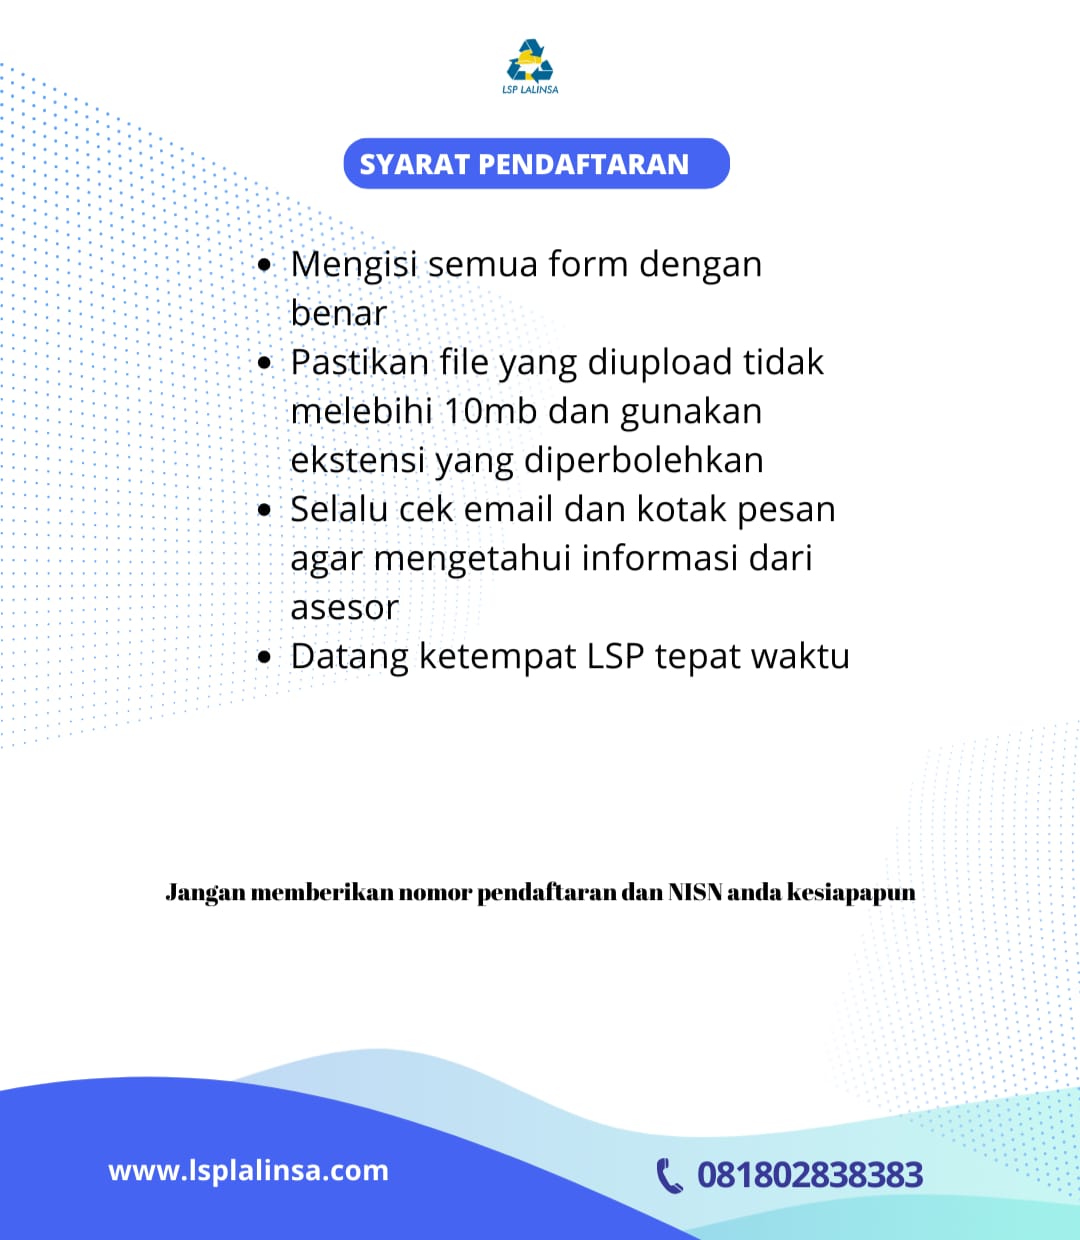 LSP LALINSA
SYARAT PENDAFTARAN
• Mengisi semua form dengan
benar
• Pastikan file yang diupload tidak
melebihi 10mb dan gunakan
ekstensi yang diperbolehkan
• Selalu cek email dan kotak pesan
agar mengetahui informasi dari
asesor
• Datang ketempat LSP tepat waktu
Jangan memberikan nomor pendaftaran dan NISN anda kesiapapun
www.lsplalinsa.com
081802838383